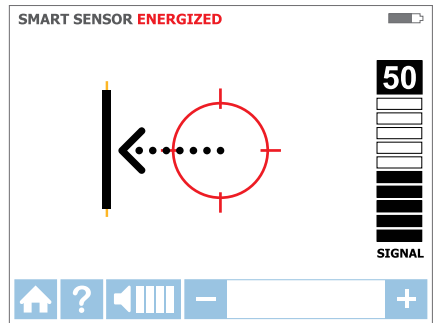 SMART SENSOR ENERGIZED
50
SIGNAL
?
− +